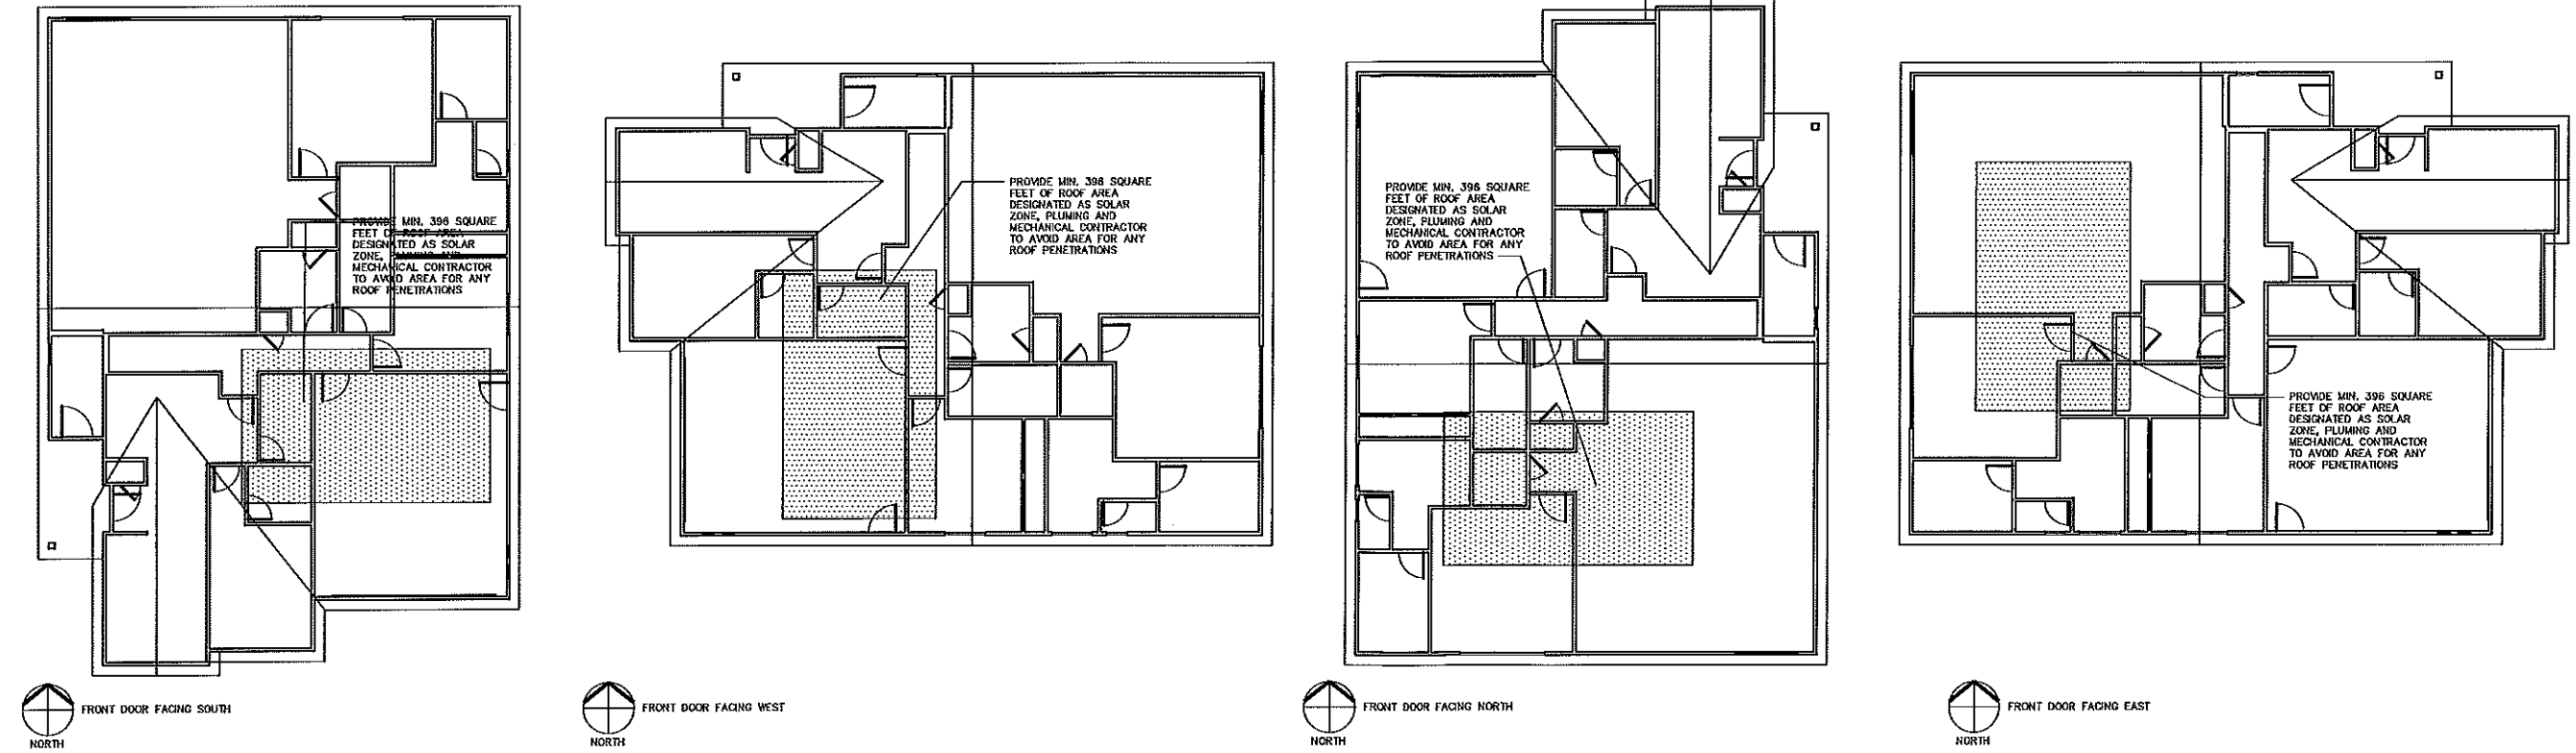 PROVIDE MIN. 396 SQUARE
FEET OF ROOF AREA
DESIGNATED AS SOLAR
ZONE, PLUMING AND
MECHANICAL CONTRACTOR
TO AVOID AREA FOR ANY
ROOF PENETRATIONS
FRONT DOOR FACING SOUTH
NORTH
PROVIDE MIN. 396 SQUARE
FEET OF ROOF AREA
DESIGNATED AS SOLAR
ZONE, PLUMING AND
MECHANICAL CONTRACTOR
TO AVOID AREA FOR ANY
ROOF PENETRATIONS
FRONT DOOR FACING WEST
NORTH
PROVIDE MIN. 396 SQUARE
FEET OF ROOF AREA
DESIGNATED AS SOLAR
ZONE, PLUMING AND
MECHANICAL CONTRACTOR
TO AVOID AREA FOR ANY
ROOF PENETRATIONS
FRONT DOOR FACING NORTH
NORTH
PROVIDE MIN. 396 SQUARE
FEET OF ROOF AREA
DESIGNATED AS SOLAR
ZONE, PLUMING AND
MECHANICAL CONTRACTOR
TO AVOID AREA FOR ANY
ROOF PENETRATIONS
FRONT DOOR FACING EAST
NORTH